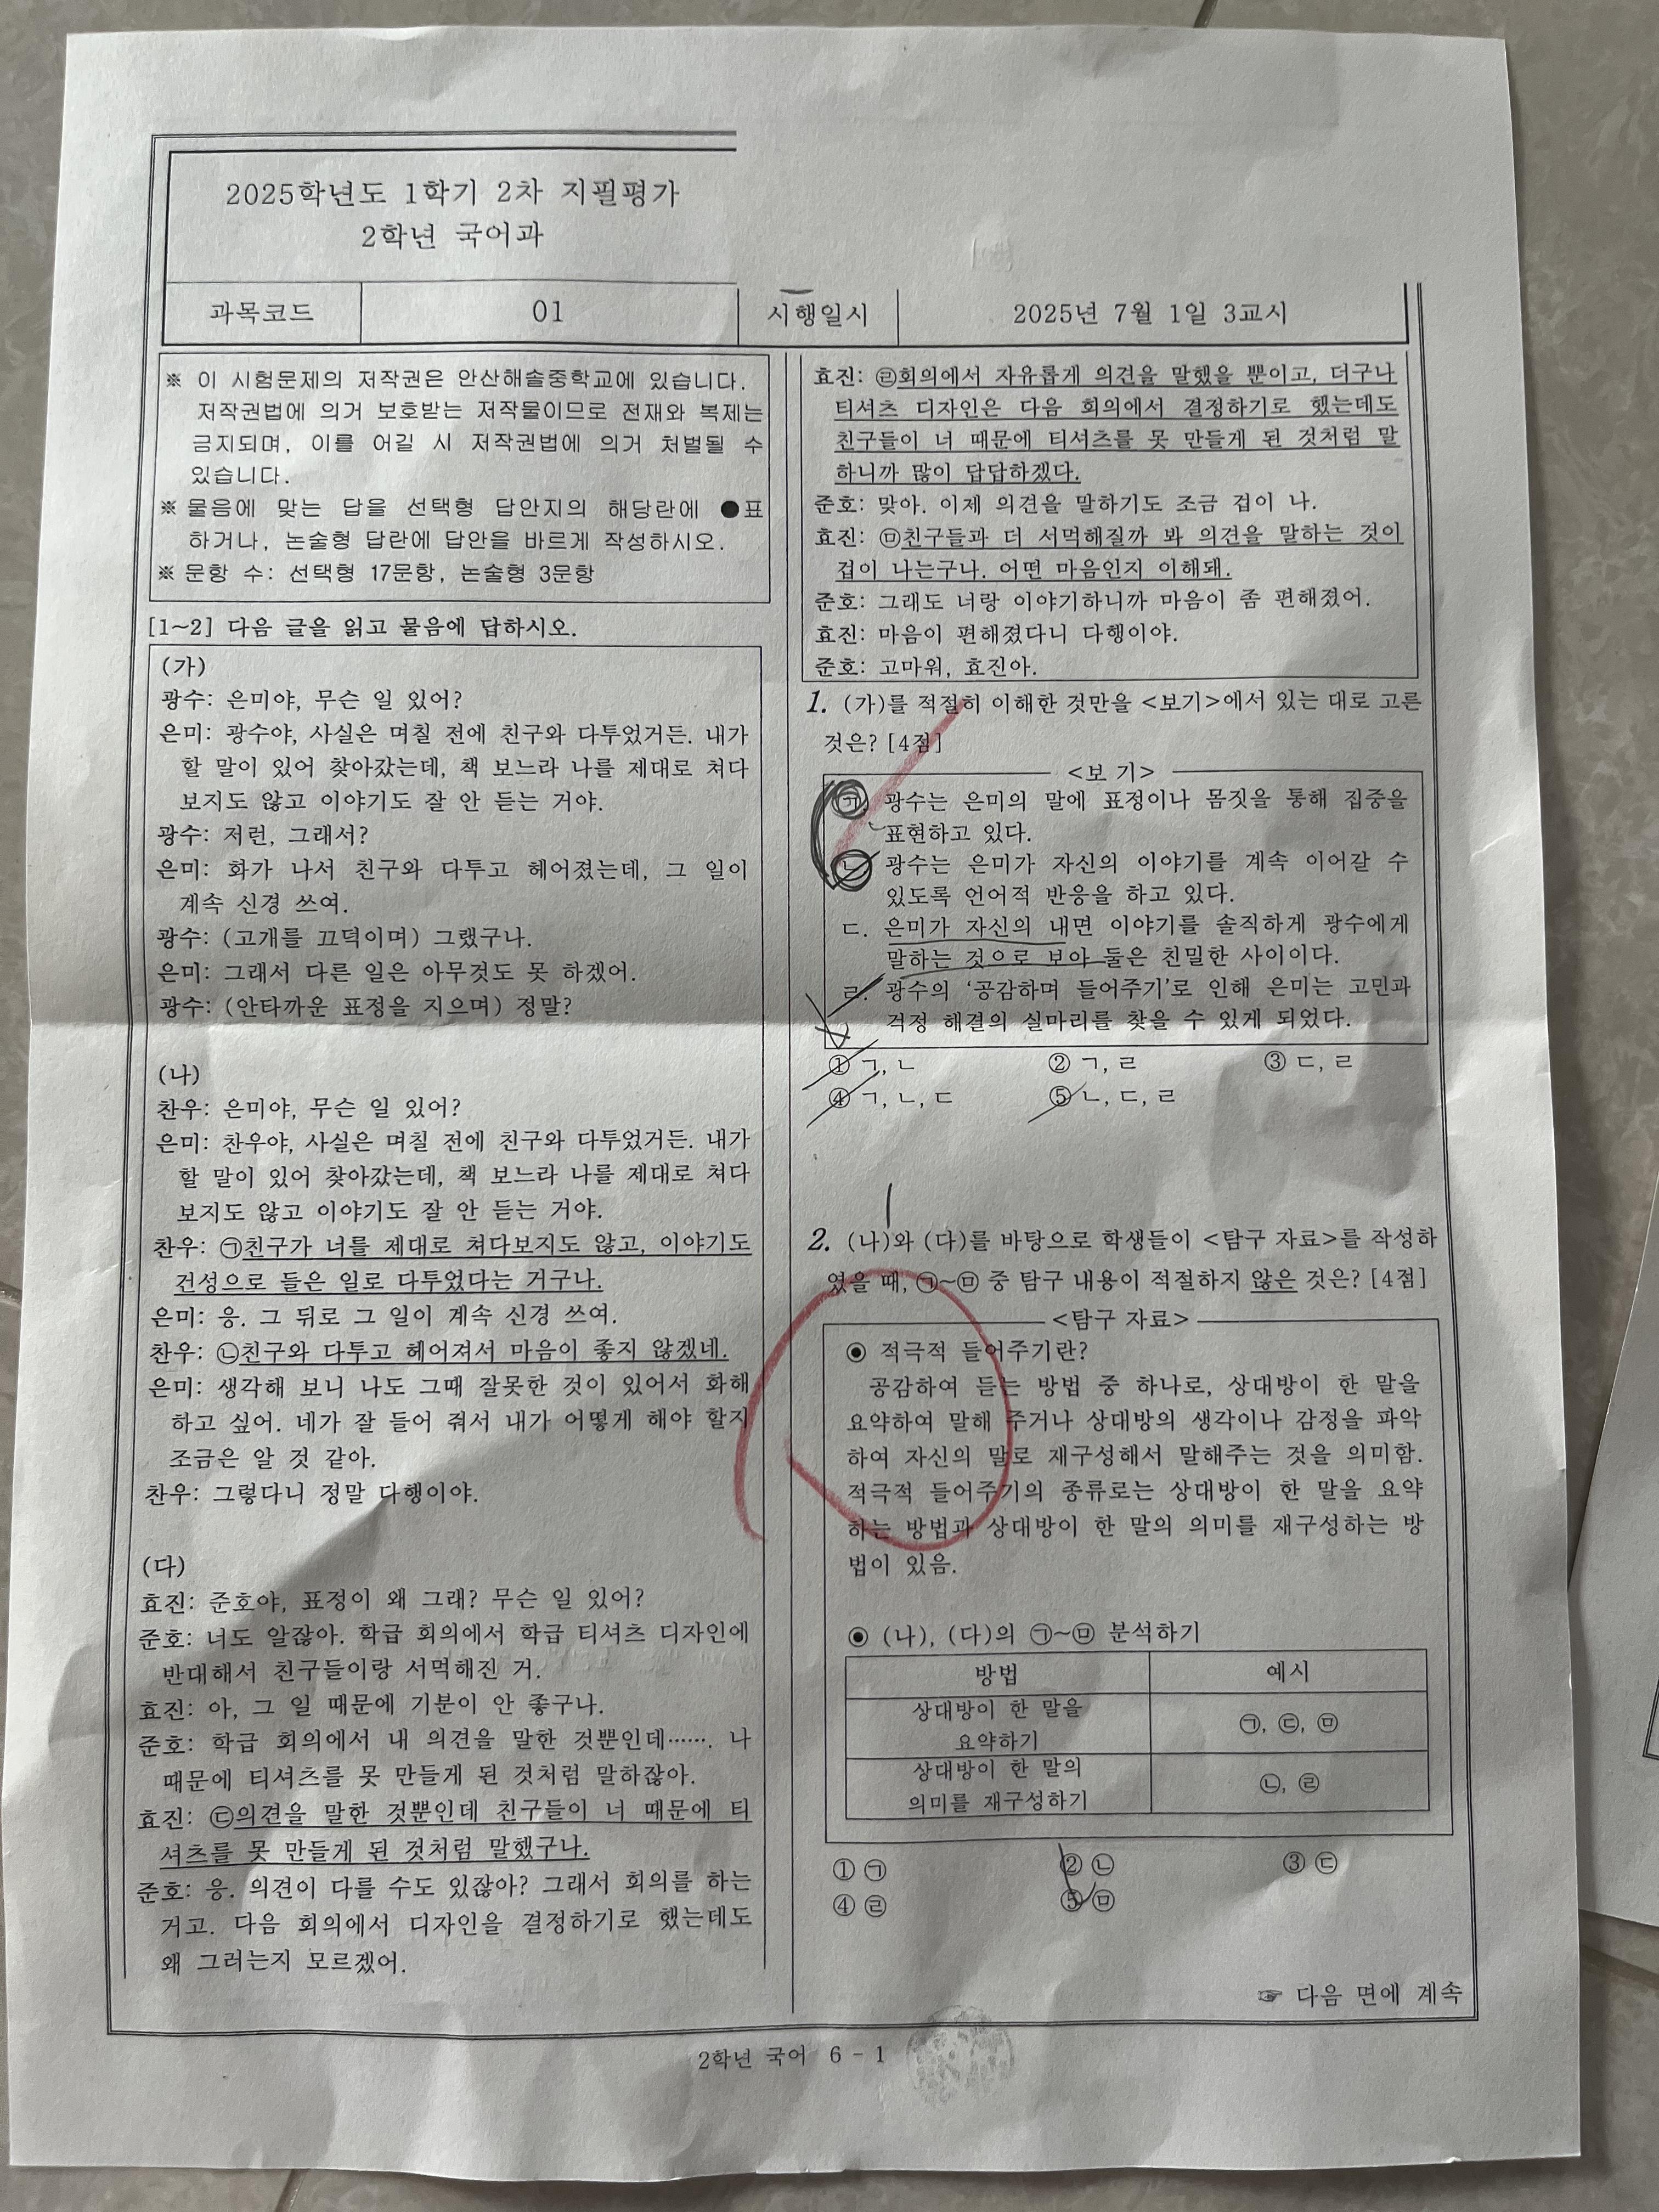 2025학년도 1학기 2차 지필평가
2학년 국어과
과목코드 01 시행일시 2025년 7월 1일 3교시
※ 이 시험문제의 저작권은 안산해솔중학교에 있습니다.
저작권법에 의거 보호받는 저작물이므로 전재와 복제는
금지되며, 이를 어길 시 저작권법에 의거 처벌될 수
있습니다.
※ 물음에 맞는 답을 선택형 답안지의 해당란에 ●표
하거나, 논술형 답란에 답안을 바르게 작성하시오.
※ 문항 수: 선택형 17문항, 논술형 3문항
[1~2] 다음 글을 읽고 물음에 답하시오.
(가)
광수: 은미야, 무슨 일 있어?
은미: 광수야, 사실은 며칠 전에 친구와 다투었거든. 내가
할 말이 있어 찾아갔는데, 책 보느라 나를 제대로 쳐다
보지도 않고 이야기도 잘 안 듣는 거야.
광수: 저런, 그래서?
은미: 화가 나서 친구와 다투고 헤어졌는데, 그 일이
계속 신경 쓰여.
광수: (고개를 끄덕이며) 그랬구나.
은미: 그래서 다른 일은 아무것도 못 하겠어.
광수: (안타까운 표정을 지으며) 정말?
(나)
찬우: 은미야, 무슨 일 있어?
은미: 찬우야, 사실은 며칠 전에 친구와 다투었거든. 내가
할 말이 있어 찾아갔는데, 책 보느라 나를 제대로 쳐다
보지도 않고 이야기도 잘 안 듣는 거야.
찬우: ㉠친구가 너를 제대로 쳐다보지도 않고, 이야기도
건성으로 들은 일로 다투었다는 거구나.
은미: 응. 그 뒤로 그 일이 계속 신경 쓰여.
찬우: ㉡친구와 다투고 헤어져서 마음이 좋지 않겠네.
은미: 생각해 보니 나도 그때 잘못한 것이 있어서 화해
하고 싶어. 네가 잘 들어 줘서 내가 어떻게 해야 할지
조금은 알 것 같아.
찬우: 그렇다니 정말 다행이야.
(다)
효진: 준호야, 표정이 왜 그래? 무슨 일 있어?
준호: 너도 알잖아. 학급 회의에서 학급 티셔츠 디자인에
반대해서 친구들이랑 서먹해진 거.
효진: 아, 그 일 때문에 기분이 안 좋구나.
준호: 학급 회의에서 내 의견을 말한 것뿐인데……. 나
때문에 티셔츠를 못 만들게 된 것처럼 말하잖아.
효진: ㉢의견을 말한 것뿐인데 친구들이 너 때문에 티
셔츠를 못 만들게 된 것처럼 말했구나.
준호: 응. 의견이 다를 수도 있잖아? 그래서 회의를 하는
거고. 다음 회의에서 디자인을 결정하기로 했는데도
왜 그러는지 모르겠어.
효진: ㉣회의에서 자유롭게 의견을 말했을 뿐이고, 더구나
티셔츠 디자인은 다음 회의에서 결정하기로 했는데도
친구들이 너 때문에 티셔츠를 못 만들게 된 것처럼 말
하니까 많이 답답하겠다.
준호: 맞아. 이제 의견을 말하기도 조금 겁이 나.
효진: ㉤친구들과 더 서먹해질까 봐 의견을 말하는 것이
겁이 나는구나. 어떤 마음인지 이해돼.
준호: 그래도 너랑 이야기하니까 마음이 좀 편해졌어.
효진: 마음이 편해졌다니 다행이야.
준호: 고마워, 효진아.
1. (가)를 적절히 이해한 것만을 <보기>에서 있는 대로 고른
것은? [4점]
<보 기>
ㄱ. 광수는 은미의 말에 표정이나 몸짓을 통해 집중을
표현하고 있다.
ㄴ. 광수는 은미가 자신의 이야기를 계속 이어갈 수
있도록 언어적 반응을 하고 있다.
ㄷ. 은미가 자신의 내면 이야기를 솔직하게 광수에게
말하는 것으로 보아 둘은 친밀한 사이이다.
ㄹ. 광수의 '공감하며 들어주기'로 인해 은미는 고민과
걱정 해결의 실마리를 찾을 수 있게 되었다.
① ㄱ, ㄴ ② ㄱ, ㄹ ③ ㄷ, ㄹ
④ ㄱ, ㄴ, ㄷ ⑤ ㄴ, ㄷ, ㄹ
2. (나)와 (다)를 바탕으로 학생들이 <탐구 자료>를 작성하
였을 때, ㉠~㉤ 중 탐구 내용이 적절하지 않은 것은? [4점]
<탐구 자료>
◉ 적극적 들어주기란?
공감하여 듣는 방법 중 하나로, 상대방이 한 말을
요약하여 말해 주거나 상대방의 생각이나 감정을 파악
하여 자신의 말로 재구성해서 말해주는 것을 의미함.
적극적 들어주기의 종류로는 상대방이 한 말을 요약
하는 방법과 상대방이 한 말의 의미를 재구성하는 방
법이 있음.
◉ (나), (다)의 ㉠~㉤ 분석하기
방법 예시
상대방이 한 말을
요약하기 ㉠, ㉢, ㉤
상대방이 한 말의
의미를 재구성하기 ㉡, ㉣
① ㉠ ② ㉡ ③ ㉢
④ ㉣ ⑤ ㉤
☞ 다음 면에 계속
2학년 국어 6 - 1